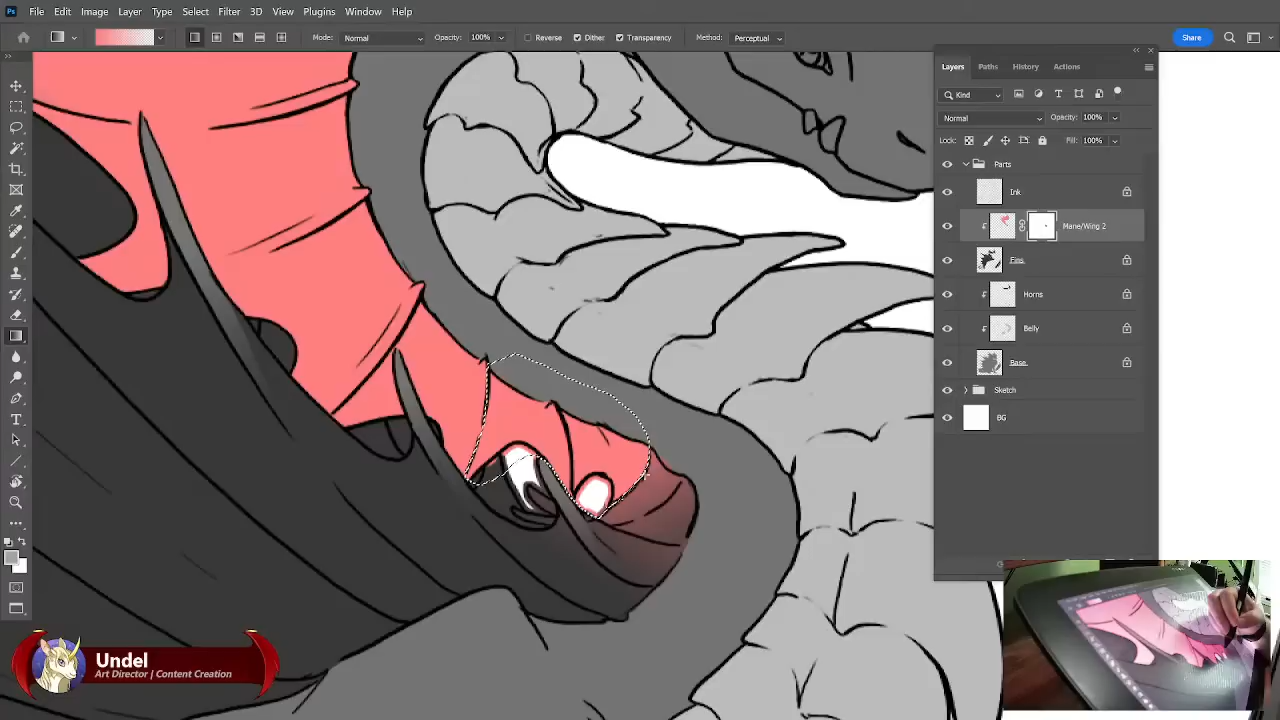 Ps File Edit Image Layer Type Select Filter 3D View Plugins Window Help
Mode: Normal Opacity: 100% Reverse Dither Transparency Method: Perceptual Share
Layers Paths History Actions
Kind
Normal Opacity: 100%
Lock: Fill: 100%
Parts
Ink
Mane/Wing 2
Fins
Horns
Belly
Base
Sketch
BG
Undel
Art Director | Content Creation